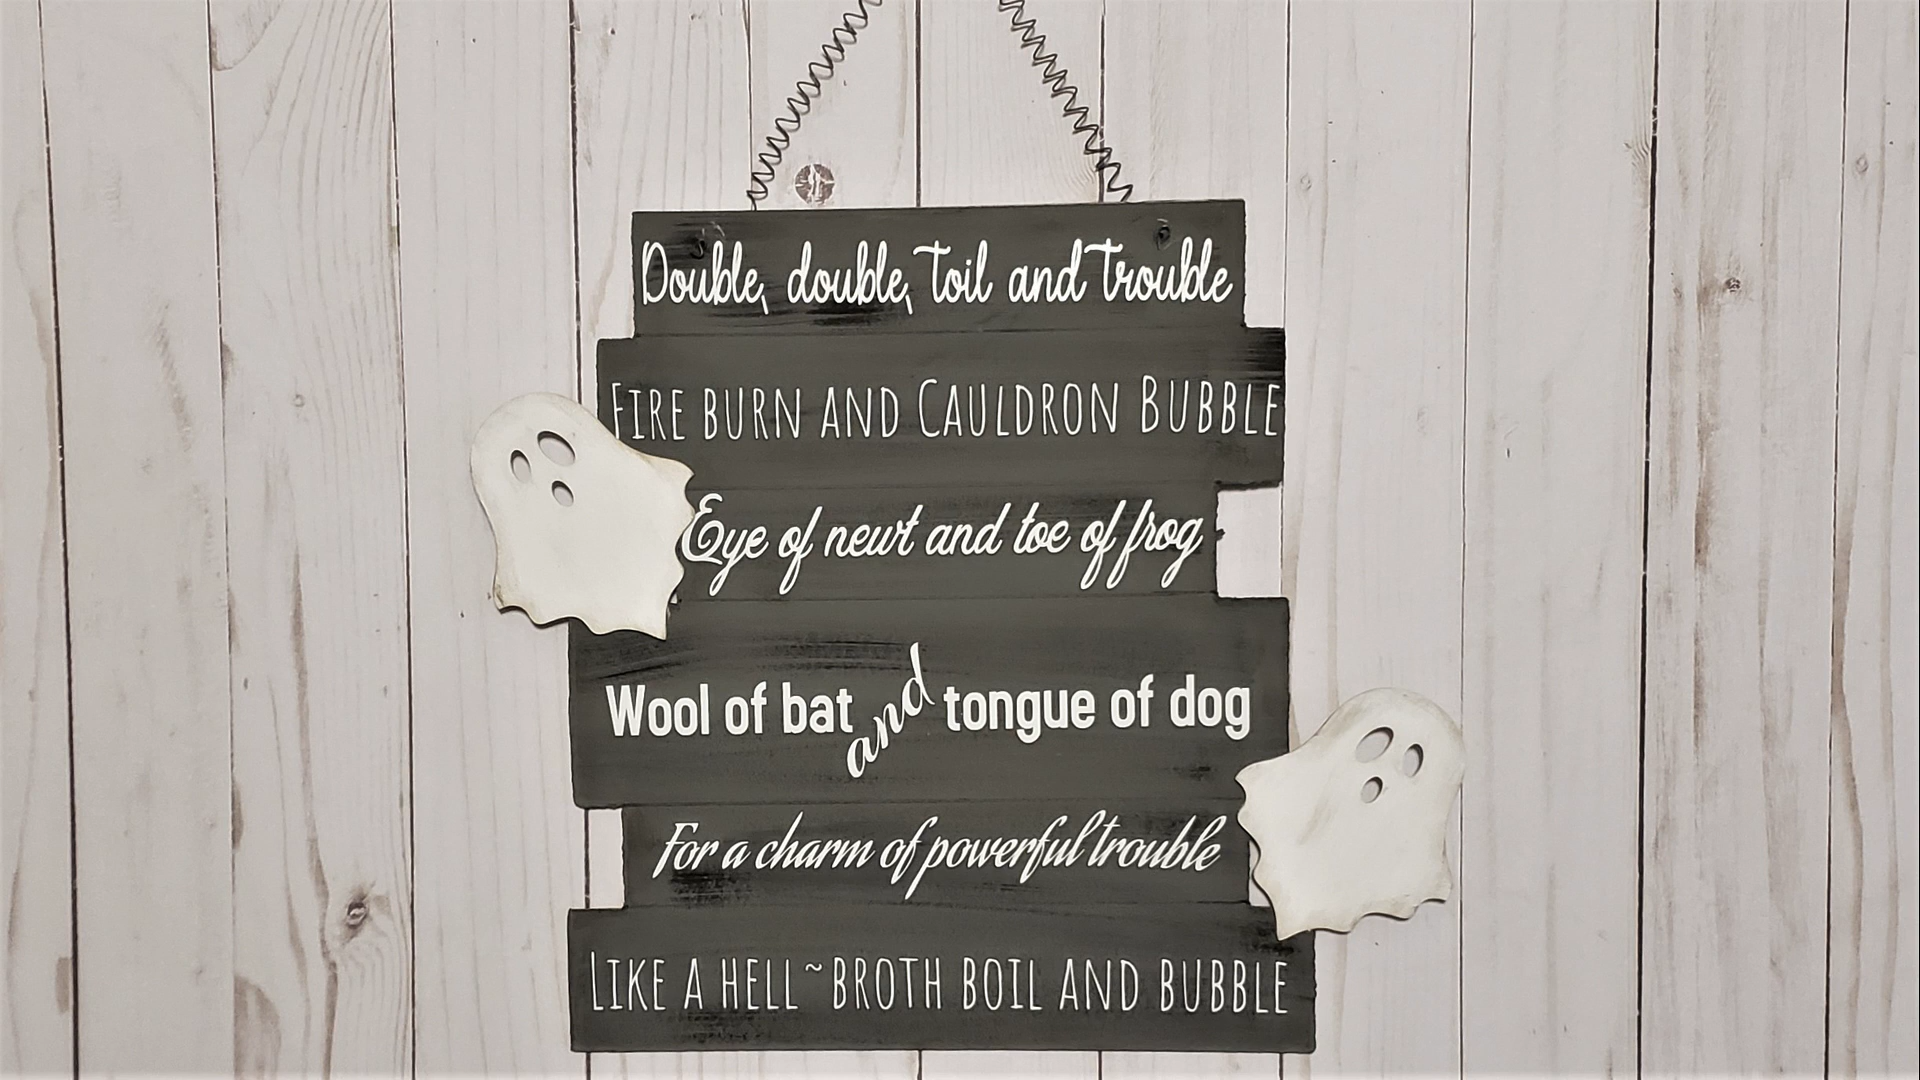 Double, double, toil and trouble
Fire burn and Cauldron Bubble
Eye of newt and toe of frog
Wool of bat and tongue of dog
For a charm of powerful trouble
Like a hell~broth boil and bubble